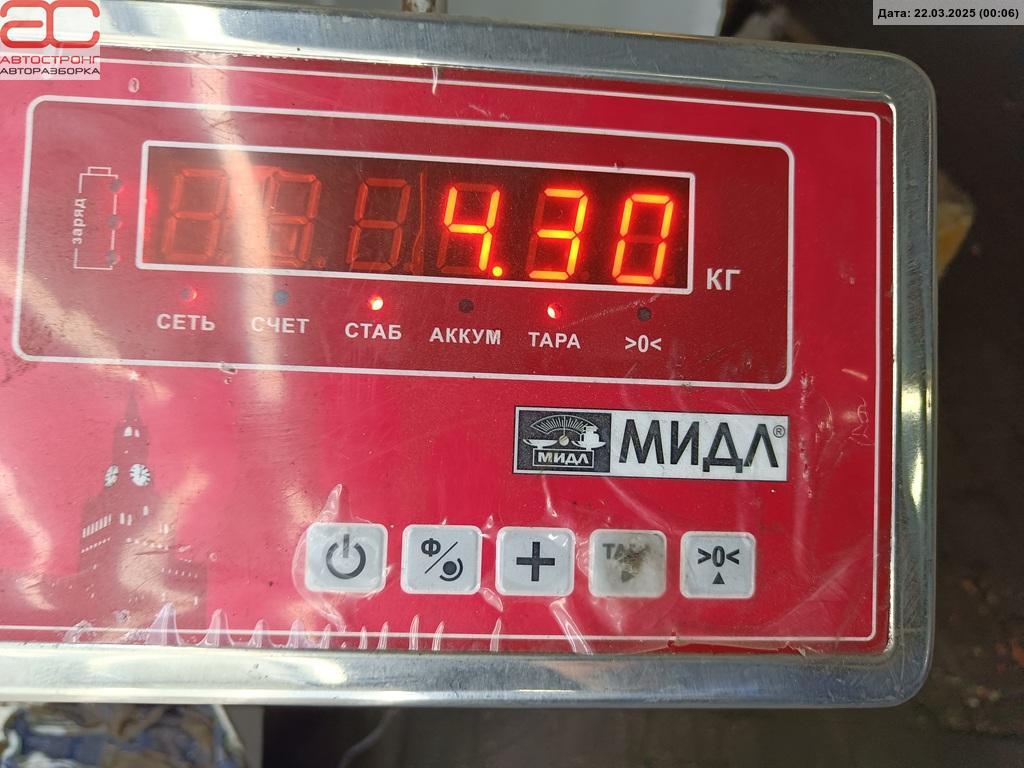 Дата: 22.03.2025 (00:06)
ас
АВТОСТРОНГ
АВТОРАЗБОРКА
заряд
4.30
КГ
СЕТЬ СЧЕТ СТАБ АККУМ ТАРА >0<
МИДЛ МИДЛ®
Ф/ + >0<